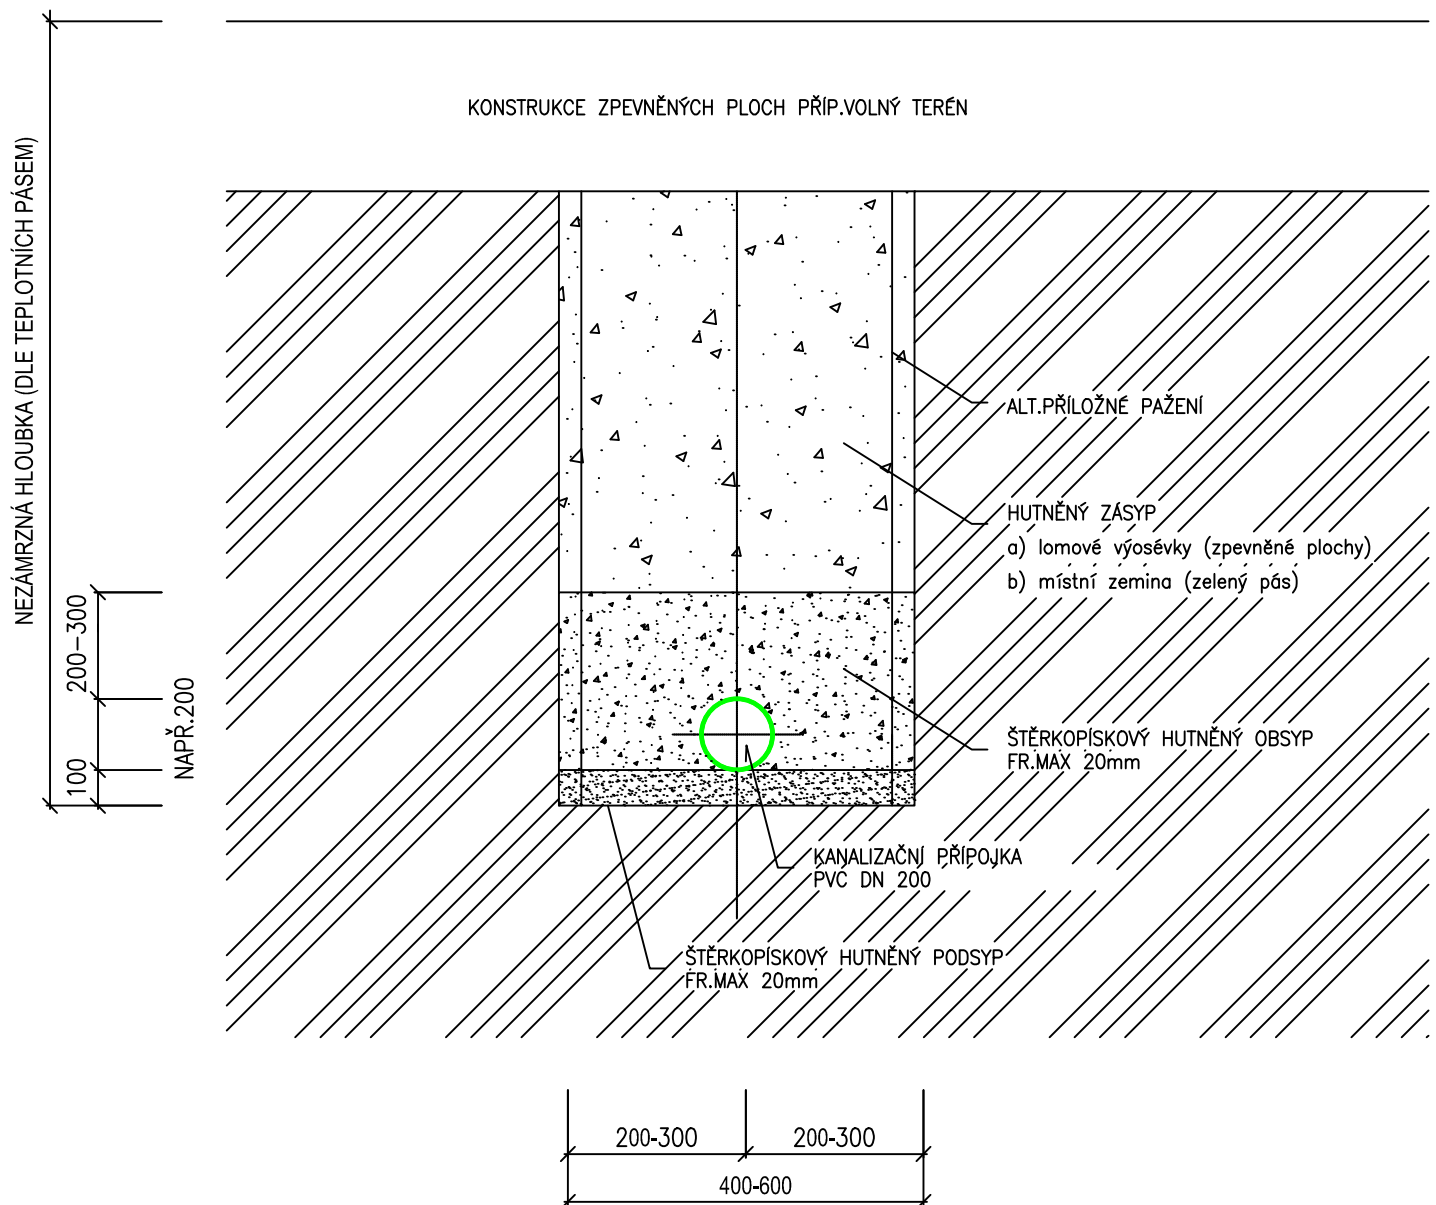 KONSTRUKCE ZPEVNĚNÝCH PLOCH PŘÍP.VOLNÝ TERÉN
NEZÁMRZNÁ HLOUBKA (DLE TEPLOTNÍCH PÁSEM)
ALT.PŘÍLOŽNÉ PAŽENÍ
HUTNĚNÝ ZÁSYP
a) lomové výosévky (zpevněné plochy)
b) místní zemina (zelený pás)
200-300
NAPŘ.200
100
ŠTĚRKOPÍSKOVÝ HUTNĚNÝ OBSYP
FR.MAX 20mm
KANALIZAČNÍ PŘÍPOJKA
PVC DN 200
ŠTĚRKOPÍSKOVÝ HUTNĚNÝ PODSYP
FR.MAX 20mm
200-300
200-300
400-600